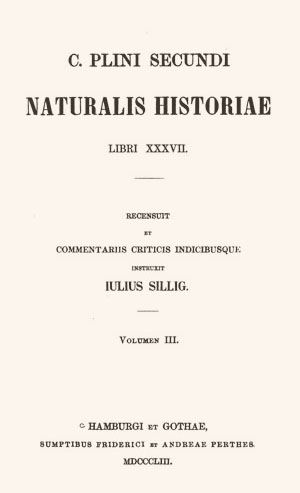 C. PLINI SECUNDI
NATURALIS HISTORIAE
LIBRI XXXVII.
RECENSUIT
ET
COMMENTARIIS CRITICIS INDICIBUSQUE
INSTRUXIT
IULIUS SILLIG.
VOLUMEN III.
HAMBURGI ET GOTHAE,
SUMPTIBUS FRIDERICI ET ANDREAE PERTHES.
MDCCCLIII.